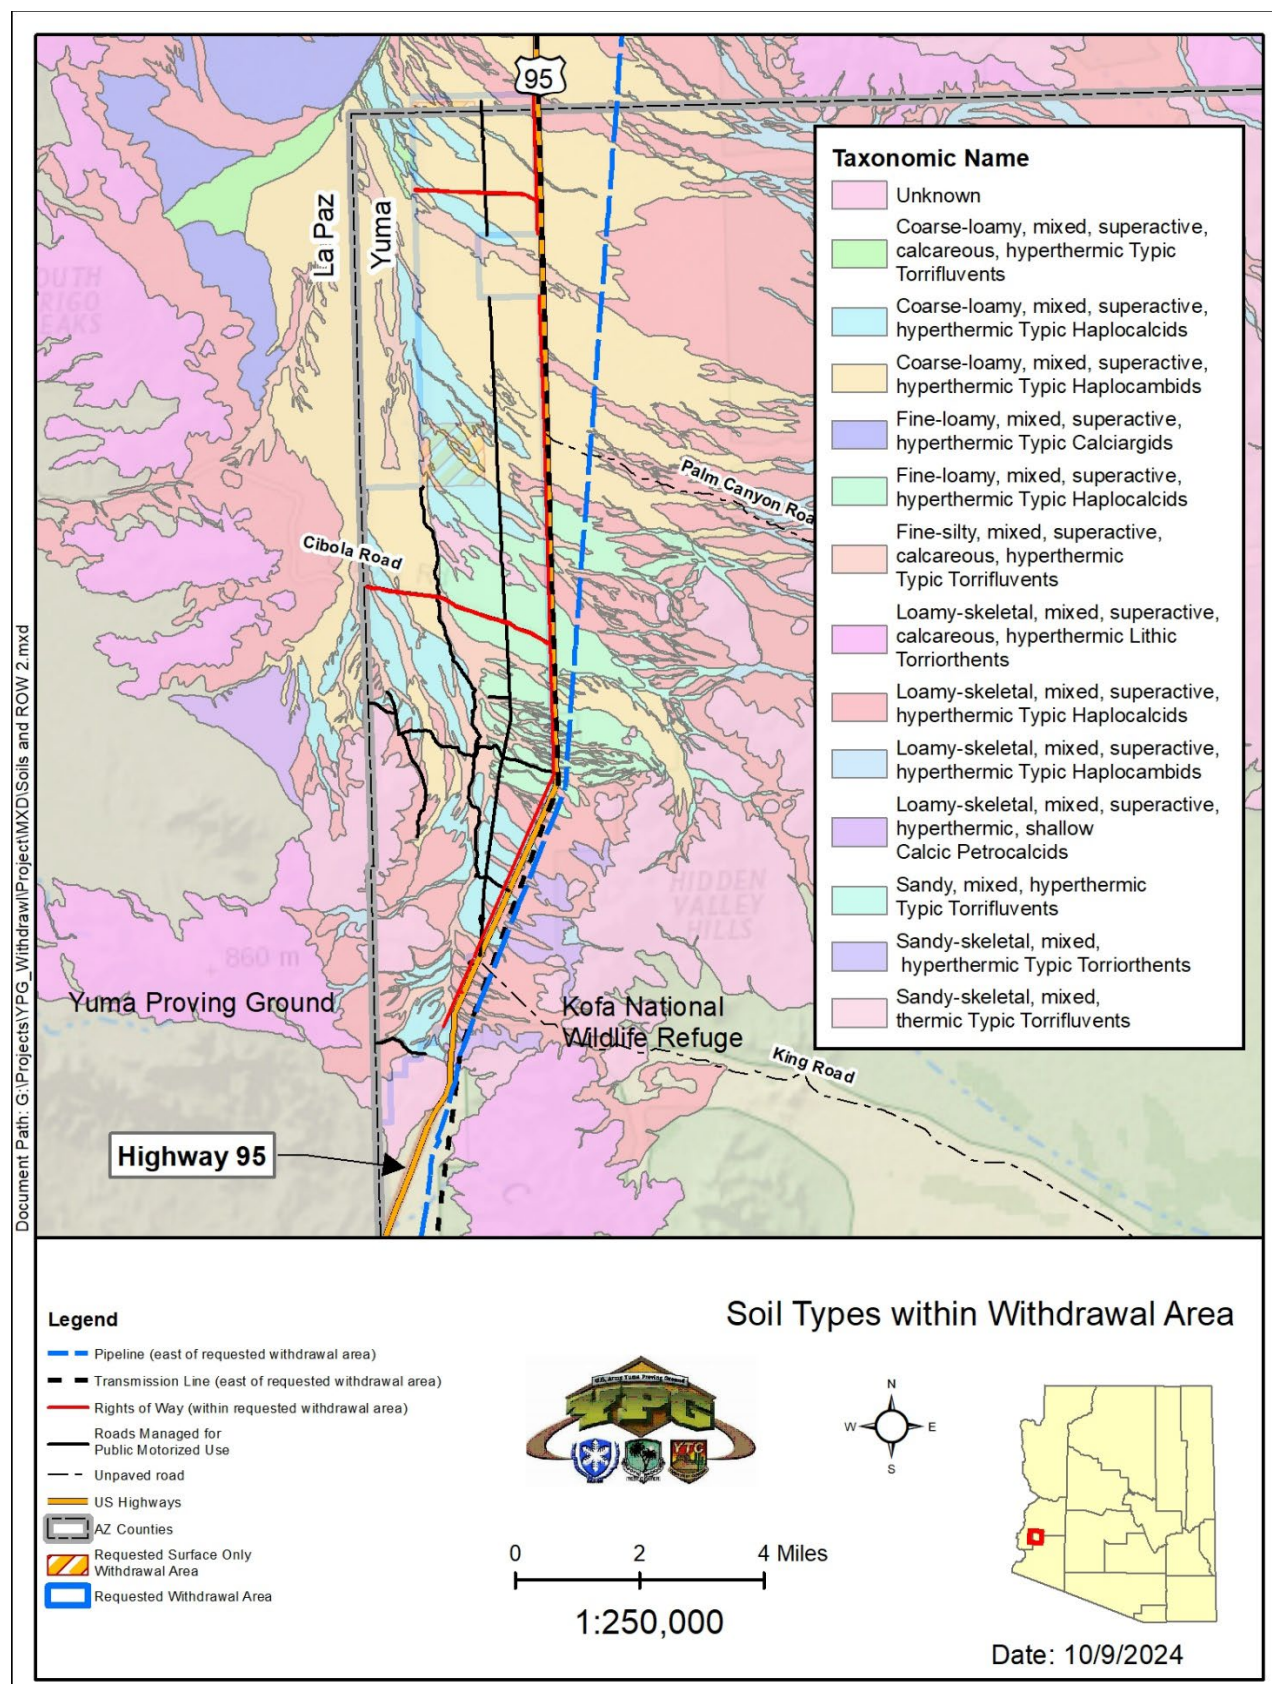 95
La Paz
Yuma
Palm Canyon Roa
Cibola Road
HIDDEN
VALLEY
HILLS
860 m
Yuma Proving Ground
Kofa National
Wildlife Refuge
King Road
Highway 95
Taxonomic Name
Unknown
Coarse-loamy, mixed, superactive,
calcareous, hyperthermic Typic
Torrifluvents
Coarse-loamy, mixed, superactive,
hyperthermic Typic Haplocalcids
Coarse-loamy, mixed, superactive,
hyperthermic Typic Haplocambids
Fine-loamy, mixed, superactive,
hyperthermic Typic Calciargids
Fine-loamy, mixed, superactive,
hyperthermic Typic Haplocalcids
Fine-silty, mixed, superactive,
calcareous, hyperthermic
Typic Torrifluvents
Loamy-skeletal, mixed, superactive,
calcareous, hyperthermic Lithic
Torriorthents
Loamy-skeletal, mixed, superactive,
hyperthermic Typic Haplocalcids
Loamy-skeletal, mixed, superactive,
hyperthermic Typic Haplocambids
Loamy-skeletal, mixed, superactive,
hyperthermic, shallow
Calcic Petrocalcids
Sandy, mixed, hyperthermic
Typic Torrifluvents
Sandy-skeletal, mixed,
hyperthermic Typic Torriorthents
Sandy-skeletal, mixed,
thermic Typic Torrifluvents
Document Path: G:\Projects\YPG_Withdrawl\Project\MXD\Soils and ROW 2.mxd
Soil Types within Withdrawal Area
Legend
Pipeline (east of requested withdrawal area)
Transmission Line (east of requested withdrawal area)
Rights of Way (within requested withdrawal area)
Roads Managed for
Public Motorized Use
Unpaved road
US Highways
AZ Counties
Requested Surface Only
Withdrawal Area
Requested Withdrawal Area
U.S. Army Yuma Proving Ground
YPG
YTC
N
W E
S
0 2 4 Miles
1:250,000
Date: 10/9/2024